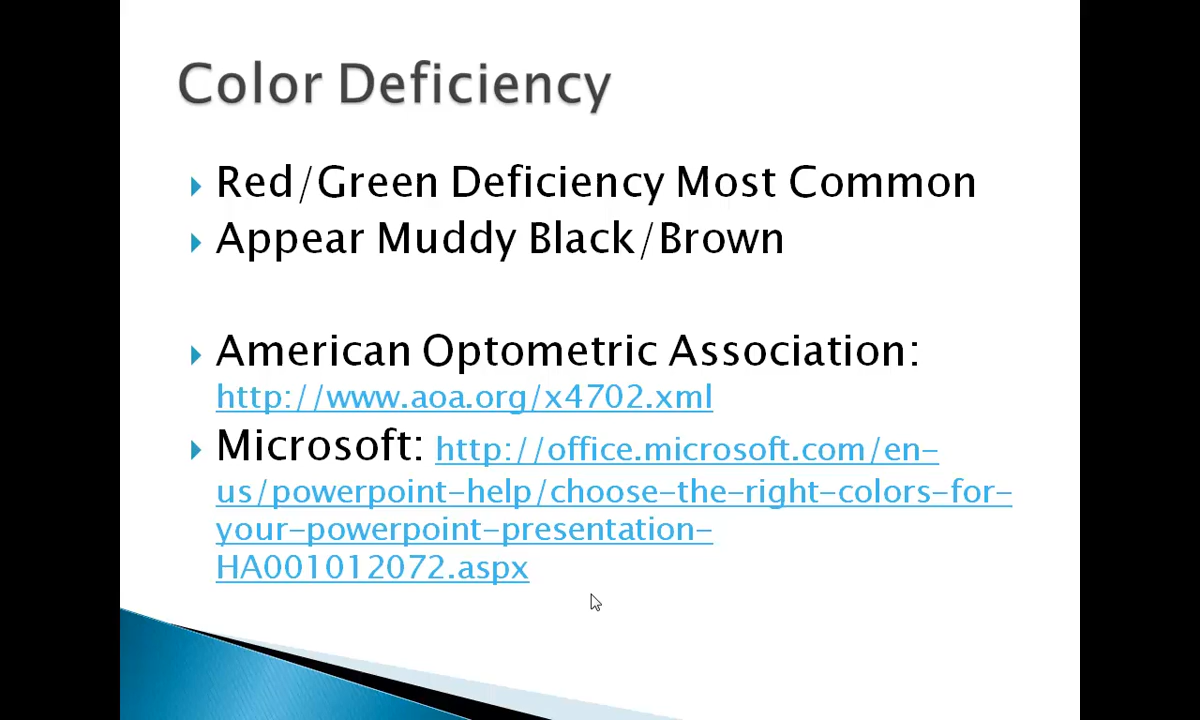 Color Deficiency
Red/Green Deficiency Most Common
Appear Muddy Black/Brown
American Optometric Association:
http://www.aoa.org/x4702.xml
Microsoft: http://office.microsoft.com/en-
us/powerpoint-help/choose-the-right-colors-for-
your-powerpoint-presentation-
HA001012072.aspx